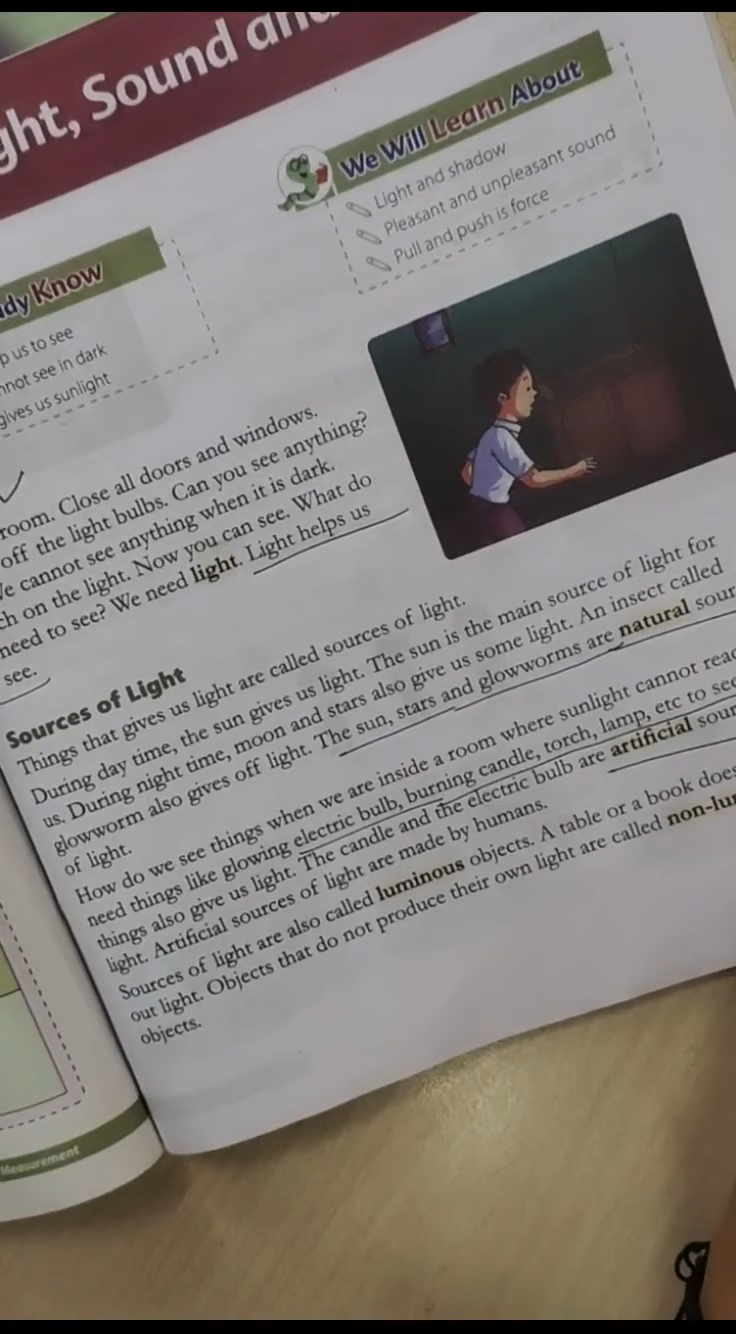 ght, Sound and
We Will Learn About
Light and shadow
Pleasant and unpleasant sound
Pull and push is force
dy Know
p us to see
nnot see in dark
gives us sunlight
room. Close all doors and windows.
off the light bulbs. Can you see anything?
e cannot see anything when it is dark.
ch on the light. Now you can see. What do
need to see? We need light. Light helps us
see.
Sources of Light
Things that gives us light are called sources of light.
During day time, the sun gives us light. The sun is the main source of light for
us. During night time, moon and stars also give us some light. An insect called
glowworm also gives off light. The sun, stars and glowworms are natural sour
of light.
How do we see things when we are inside a room where sunlight cannot reac
need things like glowing electric bulb, burning candle, torch, lamp, etc to see
things also give us light. The candle and the electric bulb are artificial sour
light. Artificial sources of light are made by humans.
Sources of light are also called luminous objects. A table or a book does
out light. Objects that do not produce their own light are called non-lu
objects.
Measurement